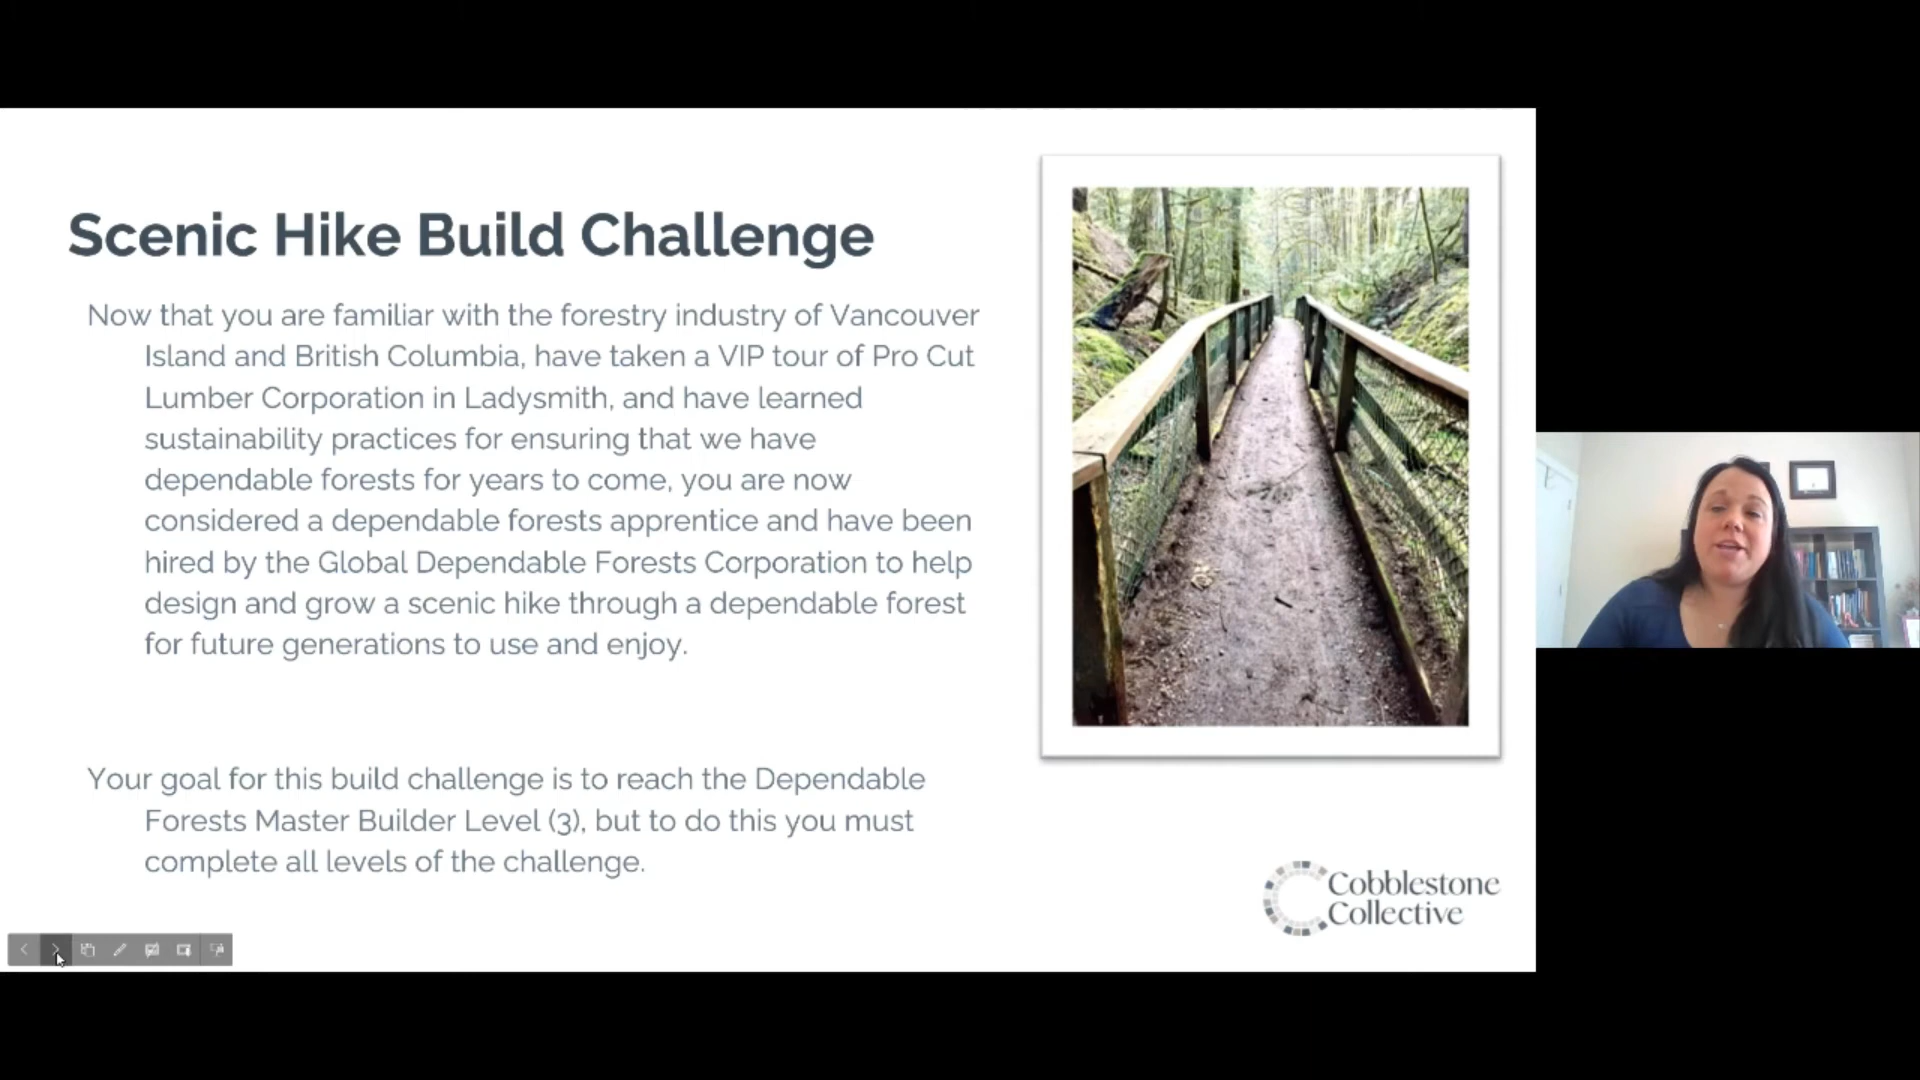 Scenic Hike Build Challenge
Now that you are familiar with the forestry industry of Vancouver
Island and British Columbia, have taken a VIP tour of Pro Cut
Lumber Corporation in Ladysmith, and have learned
sustainability practices for ensuring that we have
dependable forests for years to come, you are now
considered a dependable forests apprentice and have been
hired by the Global Dependable Forests Corporation to help
design and grow a scenic hike through a dependable forest
for future generations to use and enjoy.
Your goal for this build challenge is to reach the Dependable
Forests Master Builder Level (3), but to do this you must
complete all levels of the challenge.
Cobblestone
Collective